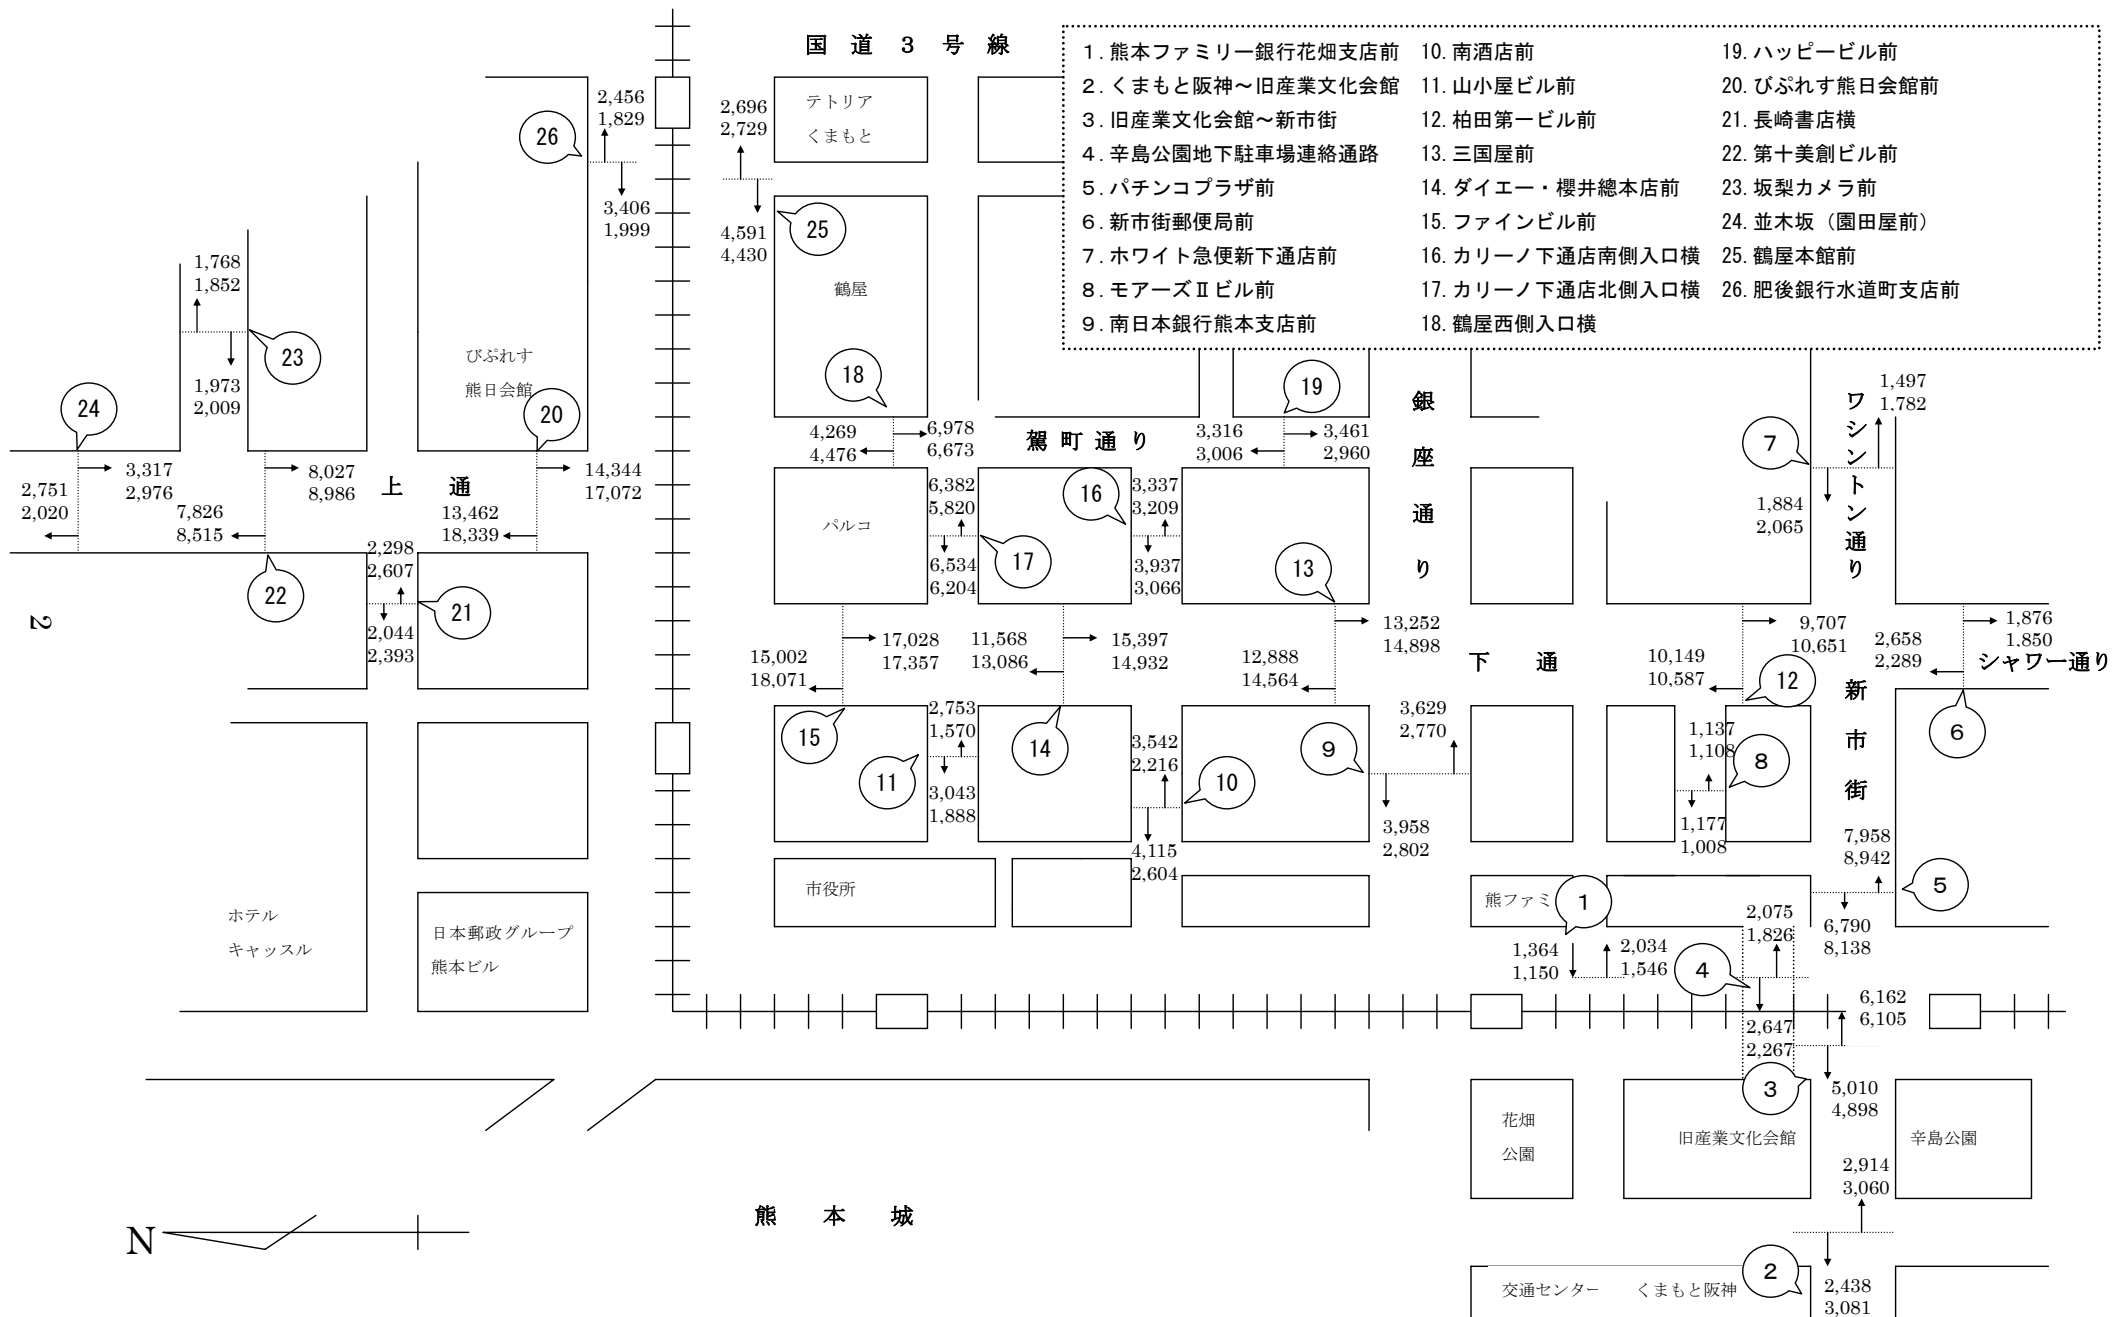 国道３号線
1. 熊本ファミリー銀行花畑支店前
2. くまもと阪神～旧産業文化会館
3. 旧産業文化会館～新市街
4. 辛島公園地下駐車場連絡通路
5. パチンコプラザ前
6. 新市街郵便局前
7. ホワイト急便新下通店前
8. モアーズⅡビル前
9. 南日本銀行熊本支店前
10. 南酒店前
11. 山小屋ビル前
12. 柏田第一ビル前
13. 三国屋前
14. ダイエー・櫻井總本店前
15. ファインビル前
16. カリーノ下通店南側入口横
17. カリーノ下通店北側入口横
18. 鶴屋西側入口横
19. ハッピービル前
20. びぷれす熊日会館前
21. 長崎書店横
22. 第十美創ビル前
23. 坂梨カメラ前
24. 並木坂（園田屋前）
25. 鶴屋本館前
26. 肥後銀行水道町支店前
2,456
1,829
26
3,406
1,999
2,696
2,729
テトリア
くまもと
4,591
4,430
25
鶴屋
18
1,768
1,852
23
1,973
2,009
24
びぷれす
熊日会館
20
3,317
2,976
2,751
2,020
8,027
8,986
7,826
8,515
上通
14,344
17,072
13,462
18,339
22
2,298
2,607
21
2,044
2,393
2
4,269
4,476
6,978
6,673
駕町通り
19
3,316
3,006
3,461
2,960
銀座通り
7
1,497
1,782
1,884
2,065
ワシントン通り
パルコ
6,382
5,820
17
6,534
6,204
16
3,337
3,209
3,937
3,066
13
17,028
17,357
15,002
18,071
15
11,568
13,086
15,397
14,932
14
13,252
14,898
12,888
14,564
下通
9,707
10,651
10,149
10,587
12
2,658
2,289
1,876
1,850
シャワー通り
6
新市街
2,753
1,570
11
3,043
1,888
3,542
2,216
10
4,115
2,604
9
3,629
2,770
3,958
2,802
1,137
1,108
8
1,177
1,008
7,958
8,942
5
6,790
8,138
市役所
熊ファミ
1
1,364
1,150
2,034
1,546
2,075
1,826
4
2,647
2,267
6,162
6,105
3
5,010
4,898
ホテル
キャッスル
日本郵政グループ
熊本ビル
花畑
公園
旧産業文化会館
辛島公園
2,914
3,060
2
2,438
3,081
交通センター
くまもと阪神
熊本城
N